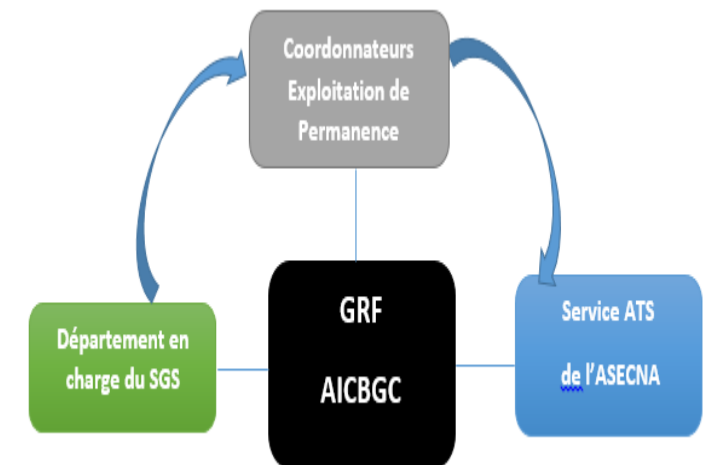 Coordonnateurs
Exploitation de
Permanence
GRF
AICBGC
Département en
charge du SGS
Service ATS
de l'ASECNA